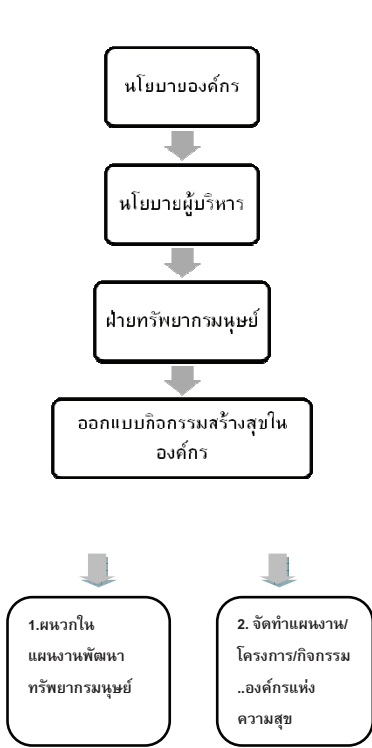 นโยบายองค์กร
นโยบายผู้บริหาร
ฝ่ายทรัพยากรมนุษย์
ออกแบบกิจกรรมสร้างสุขใน
องค์กร
1.ผนวกใน
แผนงานพัฒนา
ทรัพยากรมนุษย์
2. จัดทำแผนงาน/
โครงการ/กิจกรรม
..องค์กรแห่ง
ความสุข